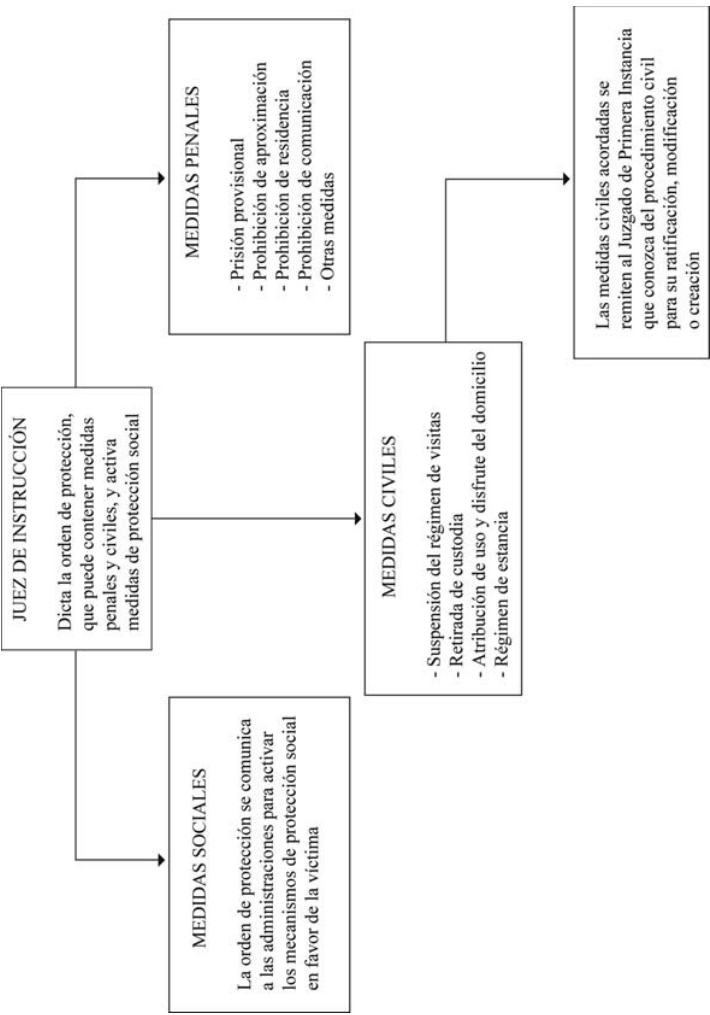 JUEZ DE INSTRUCCIÓN
Dicta la orden de protección,
que puede contener medidas
penales y civiles, y activa
medidas de protección social
MEDIDAS SOCIALES
La orden de protección se comunica
a las administraciones para activar
los mecanismos de protección social
en favor de la víctima
MEDIDAS CIVILES
- Suspensión del régimen de visitas
- Retirada de custodia
- Atribución de uso y disfrute del domicilio
- Régimen de estancia
MEDIDAS PENALES
- Prisión provisional
- Prohibición de aproximación
- Prohibición de residencia
- Prohibición de comunicación
- Otras medidas
Las medidas civiles acordadas se
remiten al Juzgado de Primera Instancia
que conozca del procedimiento civil
para su ratificación, modificación
o creación